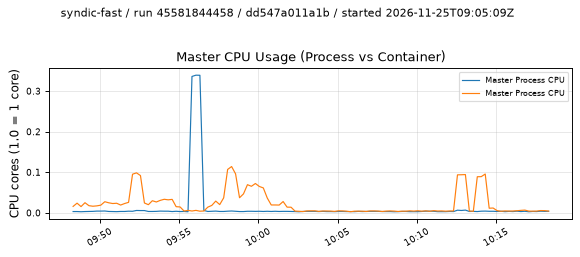 syndic-fast / run 45581844458 / dd547a011a1b / started 2026-11-25T09:05:09Z
Master CPU Usage (Process vs Container)
CPU cores (1.0 = 1 core)
0.3
0.2
0.1
0.0
Master Process CPU
Master Process CPU
09:50
09:55
10:00
10:05
10:10
10:15